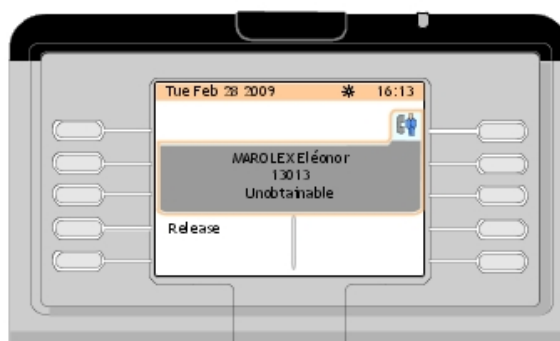 Tue Feb 28 2009 16:13
MAROLEX Eléonor
13013
Unobtainable
Release